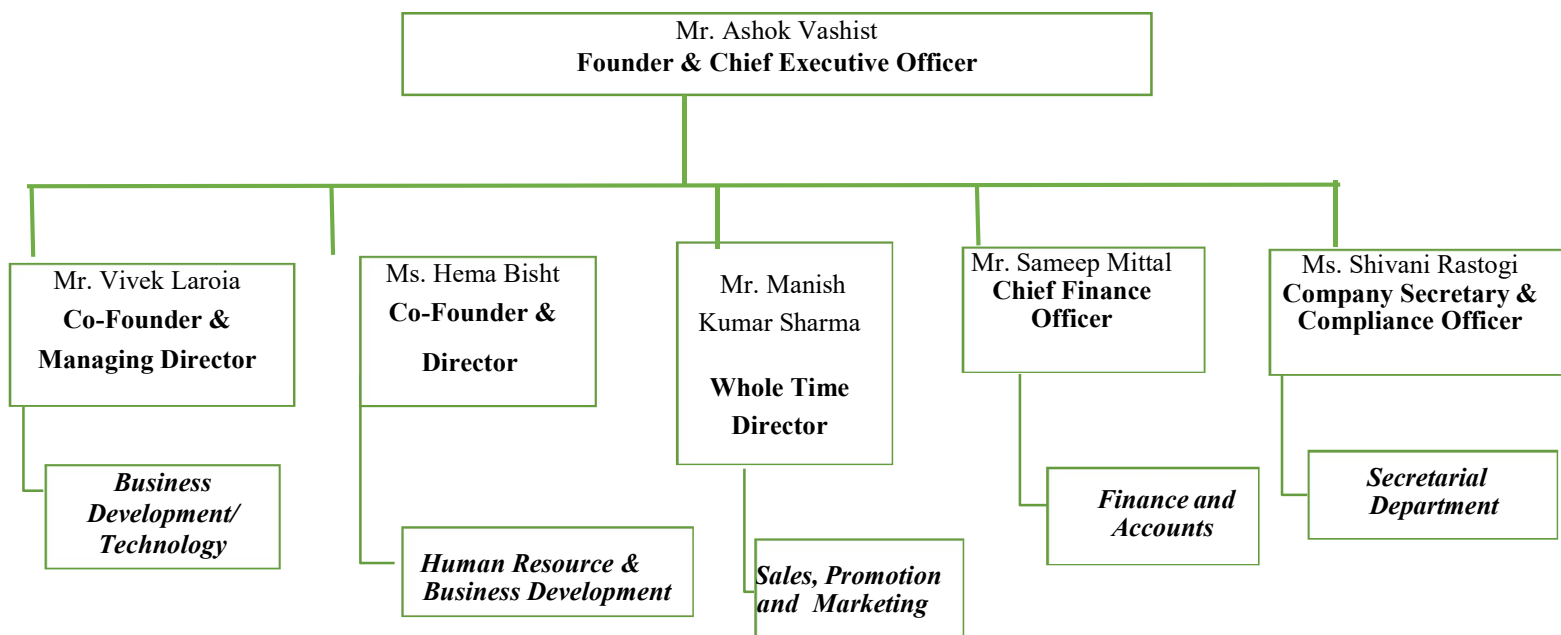 Mr. Ashok Vashist
Founder & Chief Executive Officer
Mr. Vivek Laroia
Co-Founder &
Managing Director
Ms. Hema Bisht
Co-Founder &
Director
Mr. Manish
Kumar Sharma
Whole Time
Director
Mr. Sameep Mittal
Chief Finance
Officer
Ms. Shivani Rastogi
Company Secretary &
Compliance Officer
Business
Development/
Technology
Human Resource &
Business Development
Sales, Promotion
and Marketing
Finance and
Accounts
Secretarial
Department